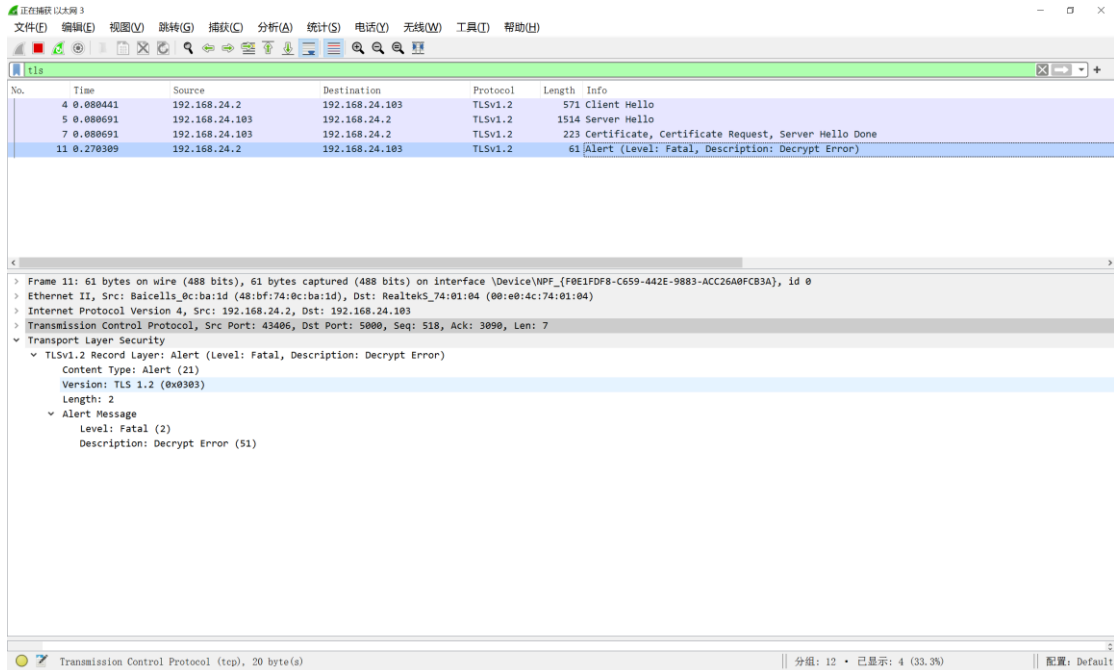 正在捕获 以太网 3
文件(F) 编辑(E) 视图(V) 跳转(G) 捕获(C) 分析(A) 统计(S) 电话(Y) 无线(W) 工具(T) 帮助(H)
tls
No. Time Source Destination Protocol Length Info
4 0.080441 192.168.24.2 192.168.24.103 TLSv1.2 571 Client Hello
5 0.080691 192.168.24.103 192.168.24.2 TLSv1.2 1514 Server Hello
7 0.080691 192.168.24.103 192.168.24.2 TLSv1.2 223 Certificate, Certificate Request, Server Hello Done
11 0.270309 192.168.24.2 192.168.24.103 TLSv1.2 61 Alert (Level: Fatal, Description: Decrypt Error)
Frame 11: 61 bytes on wire (488 bits), 61 bytes captured (488 bits) on interface \Device\NPF_{F0E1FDF8-C659-442E-9883-ACC26A0FCB3A}, id 0
Ethernet II, Src: Baicells_0c:ba:1d (48:bf:74:0c:ba:1d), Dst: RealtekS_74:01:04 (00:e0:4c:74:01:04)
Internet Protocol Version 4, Src: 192.168.24.2, Dst: 192.168.24.103
Transmission Control Protocol, Src Port: 43406, Dst Port: 5000, Seq: 518, Ack: 3090, Len: 7
Transport Layer Security
TLSv1.2 Record Layer: Alert (Level: Fatal, Description: Decrypt Error)
Content Type: Alert (21)
Version: TLS 1.2 (0x0303)
Length: 2
Alert Message
Level: Fatal (2)
Description: Decrypt Error (51)
Transmission Control Protocol (tcp), 20 byte(s) 分组: 12 • 已显示: 4 (33.3%) 配置: Default